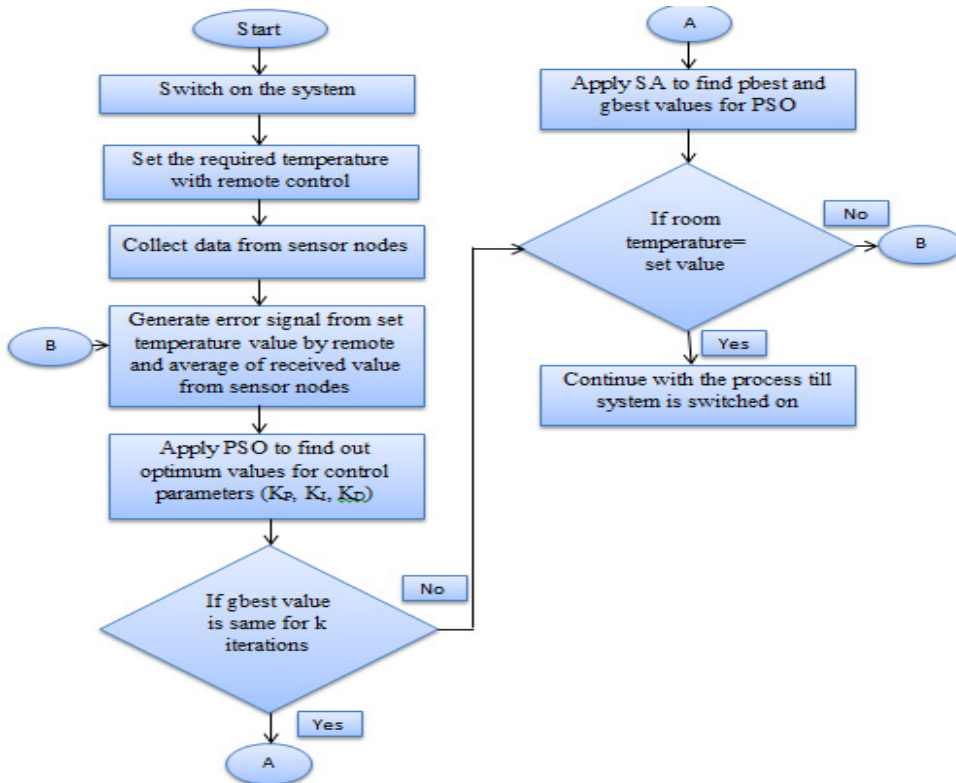 Start
Switch on the system
Set the required temperature
with remote control
Collect data from sensor nodes
B
Generate error signal from set
temperature value by remote
and average of received value
from sensor nodes
Apply PSO to find out
optimum values for control
parameters (KP, KI, KD)
If gbest value
is same for k
iterations
No
Yes
A
A
Apply SA to find pbest and
gbest values for PSO
If room
temperature=
set value
No
B
Yes
Continue with the process till
system is switched on